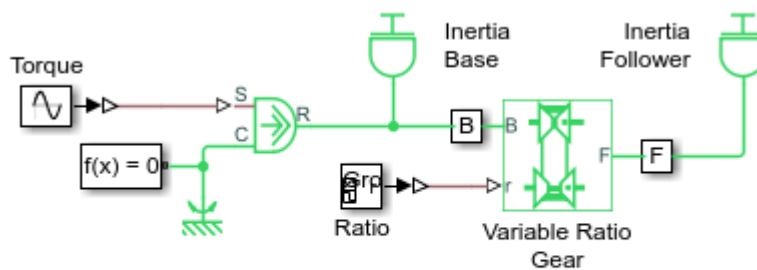 Inertia
Base
Inertia
Follower
Torque
S
C
R
f(x) = 0
B
B
F
F
r
Ratio
Variable Ratio
Gear